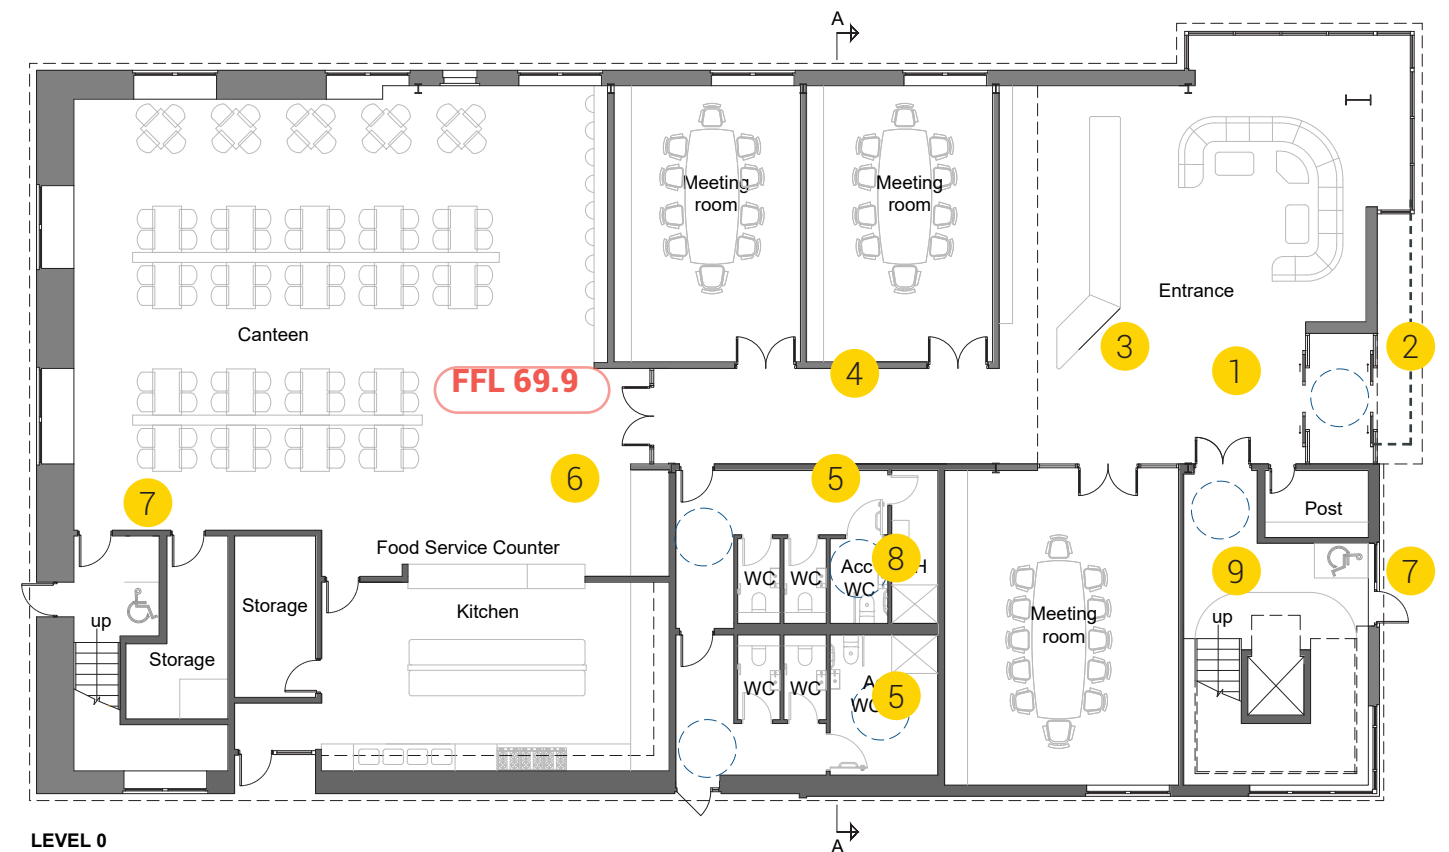 A
Meeting
room
Meeting
room
Entrance
Canteen
3
2
1
4
FFL 69.9
6
5
7
Post
Food Service Counter
WC
WC
WC
8
H
9
7
Storage
Kitchen
up
Meeting
room
up
Storage
WC
WC
5
LEVEL 0
A